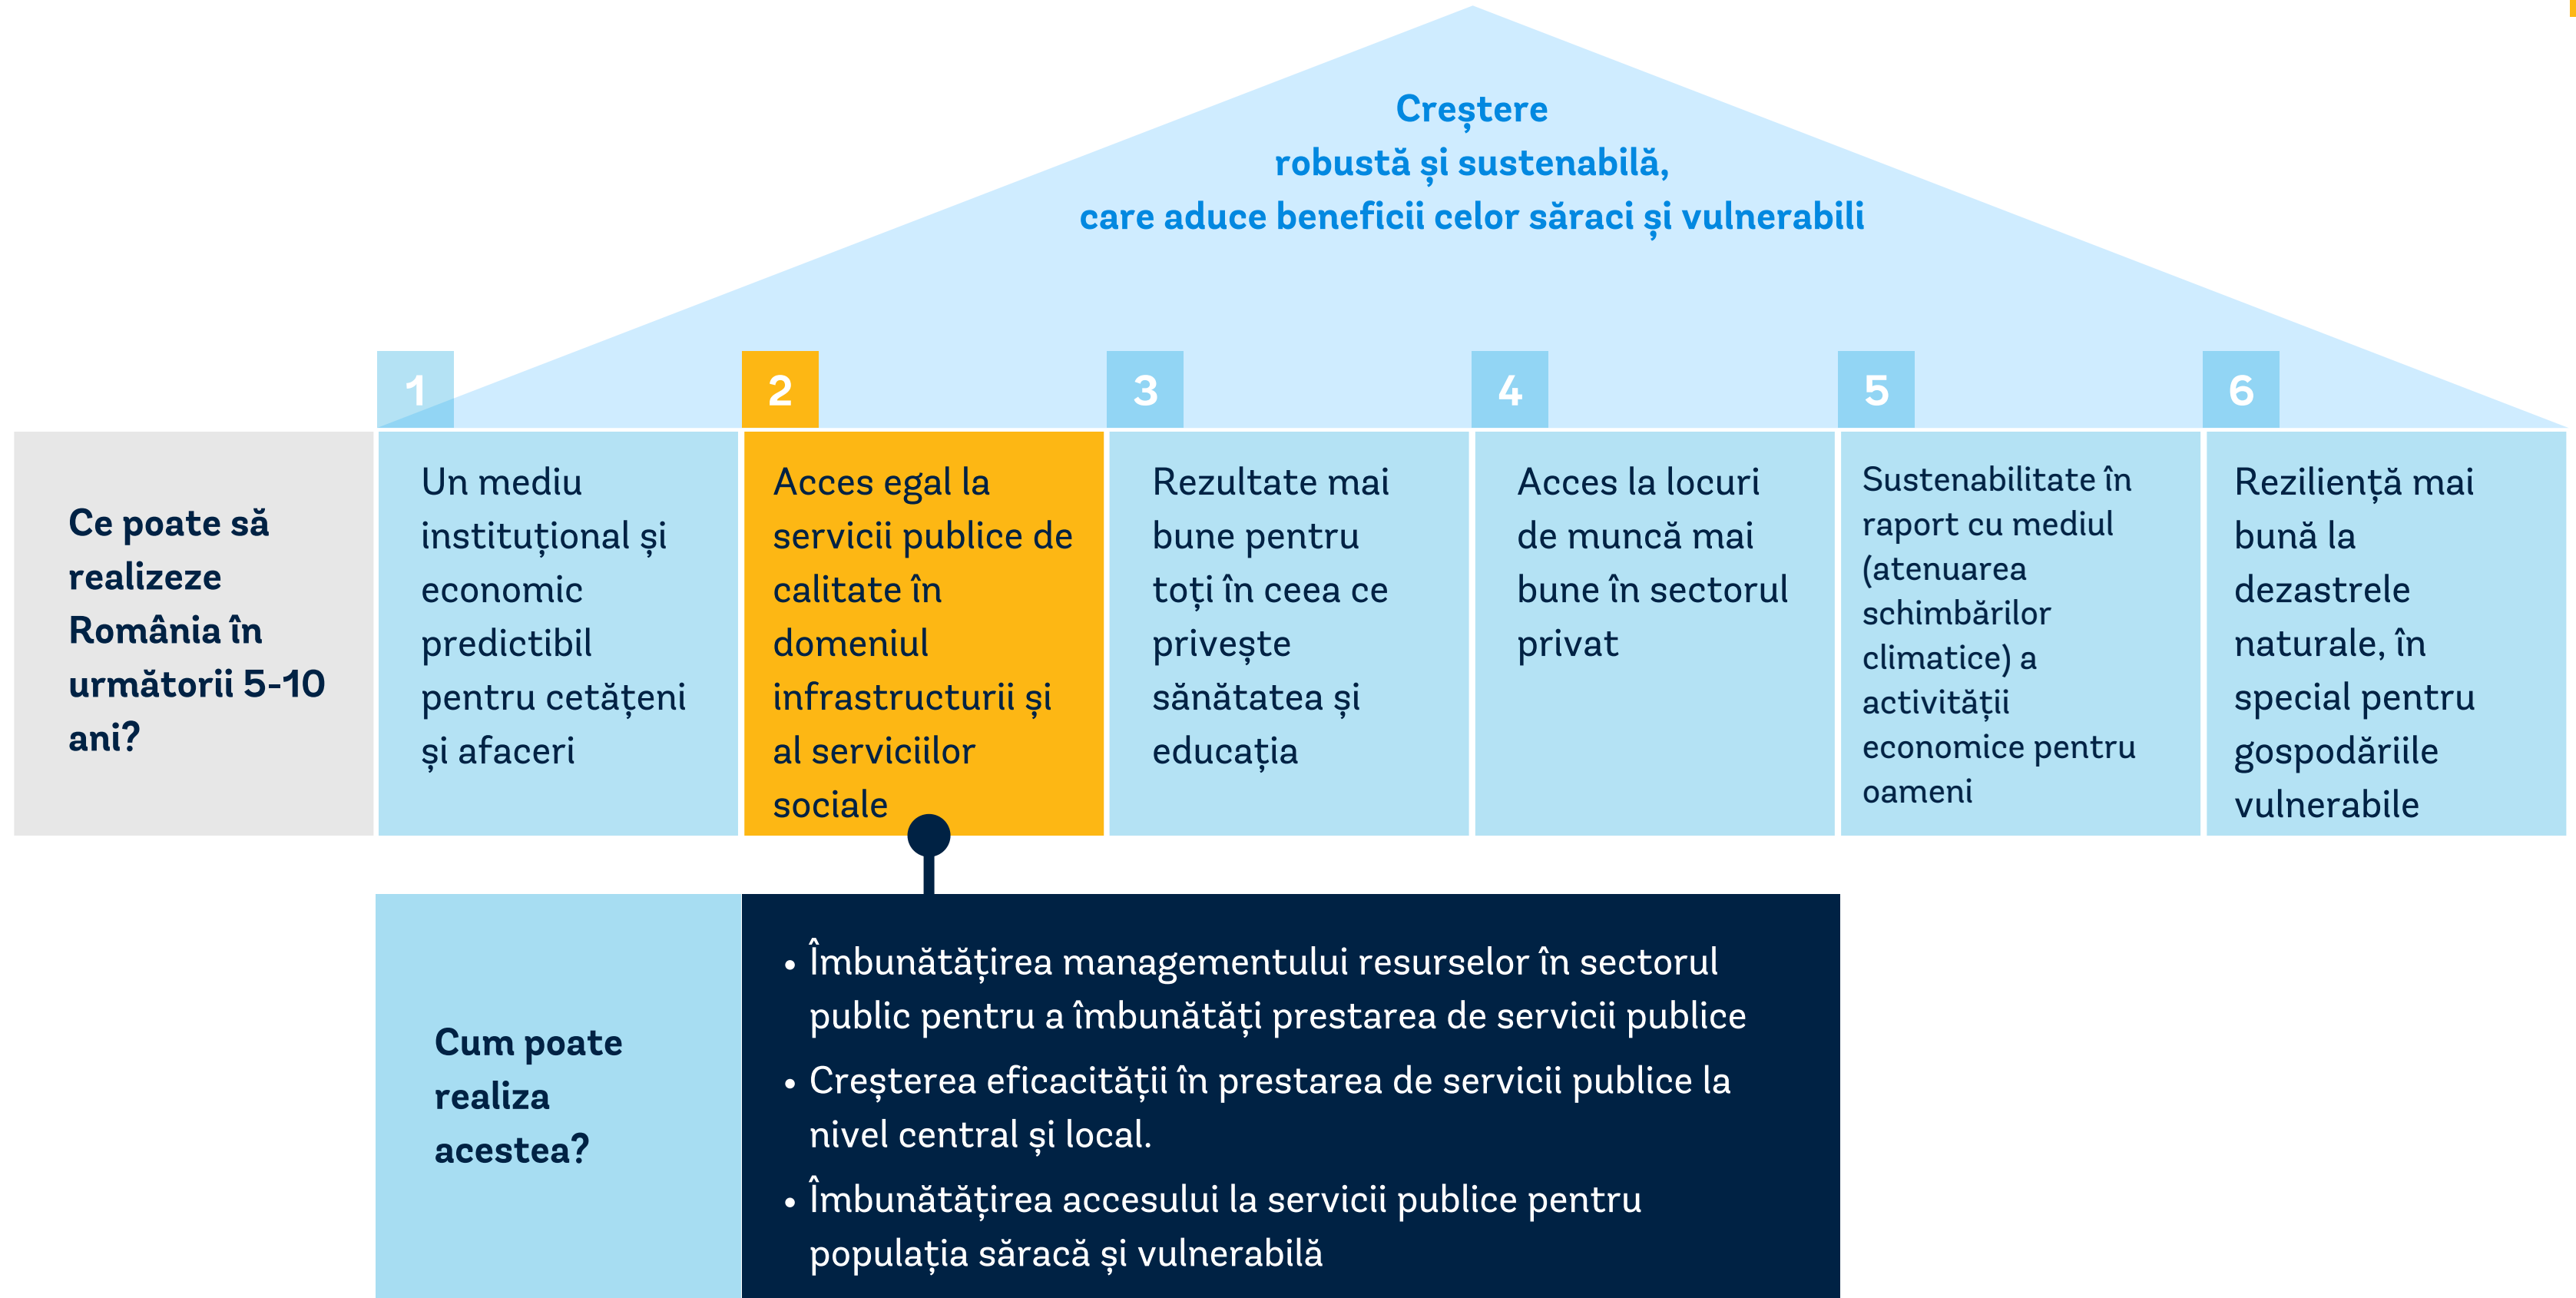 Creștere
robustă și sustenabilă,
care aduce beneficii celor săraci și vulnerabili
Ce poate să
realizeze
România în
următorii 5-10
ani?
1
Un mediu
instituțional și
economic
predictibil
pentru cetățeni
și afaceri
2
Acces egal la
servicii publice de
calitate în
domeniul
infrastructurii și
al serviciilor
sociale
3
Rezultate mai
bune pentru
toți în ceea ce
privește
sănătatea și
educația
4
Acces la locuri
de muncă mai
bune în sectorul
privat
5
Sustenabilitate în
raport cu mediul
(atenuarea
schimbărilor
climatice) a
activității
economice pentru
oameni
6
Reziliență mai
bună la
dezastrele
naturale, în
special pentru
gospodăriile
vulnerabile
Cum poate
realiza
acestea?
• Îmbunătățirea managementului resurselor în sectorul
public pentru a îmbunătăți prestarea de servicii publice
• Creșterea eficacității în prestarea de servicii publice la
nivel central și local.
• Îmbunătățirea accesului la servicii publice pentru
populația săracă și vulnerabilă